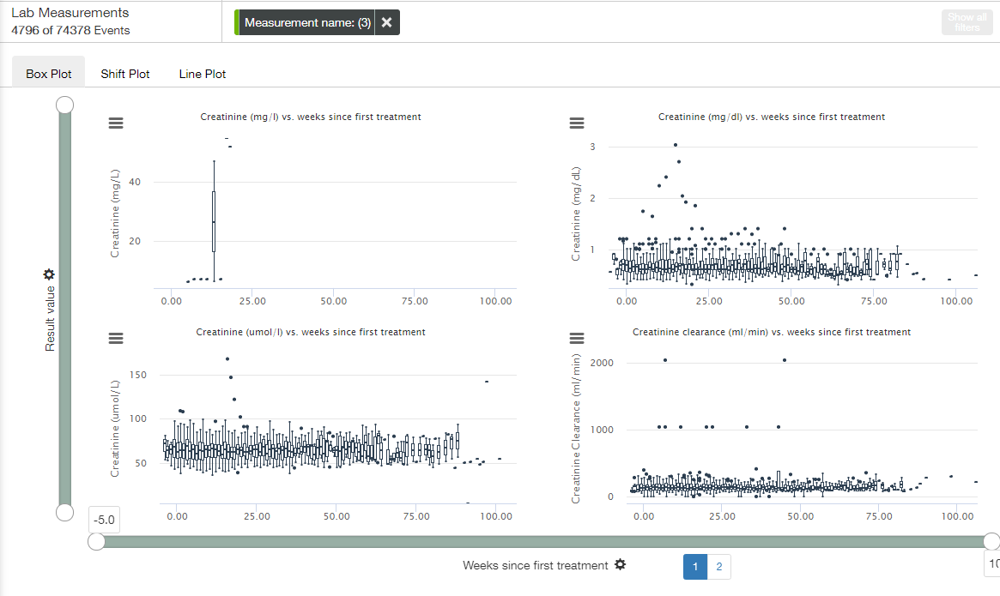 Lab Measurements
4796 of 74378 Events
Measurement name: (3)
Show all
filters
Box Plot
Shift Plot
Line Plot
Creatinine (mg/l) vs. weeks since first treatment
Creatinine (mg/L)
40
20
0.00 25.00 50.00 75.00 100.00
Creatinine (mg/dl) vs. weeks since first treatment
Creatinine (mg/dL)
3
2
1
0.00 25.00 50.00 75.00 100.00
Result value
Creatinine (umol/l) vs. weeks since first treatment
Creatinine (umol/L)
150
100
50
0.00 25.00 50.00 75.00 100.00
Creatinine clearance (ml/min) vs. weeks since first treatment
Creatinine Clearance (ml/min)
2000
1000
0
0.00 25.00 50.00 75.00 100.00
-5.0
10
Weeks since first treatment
1 2